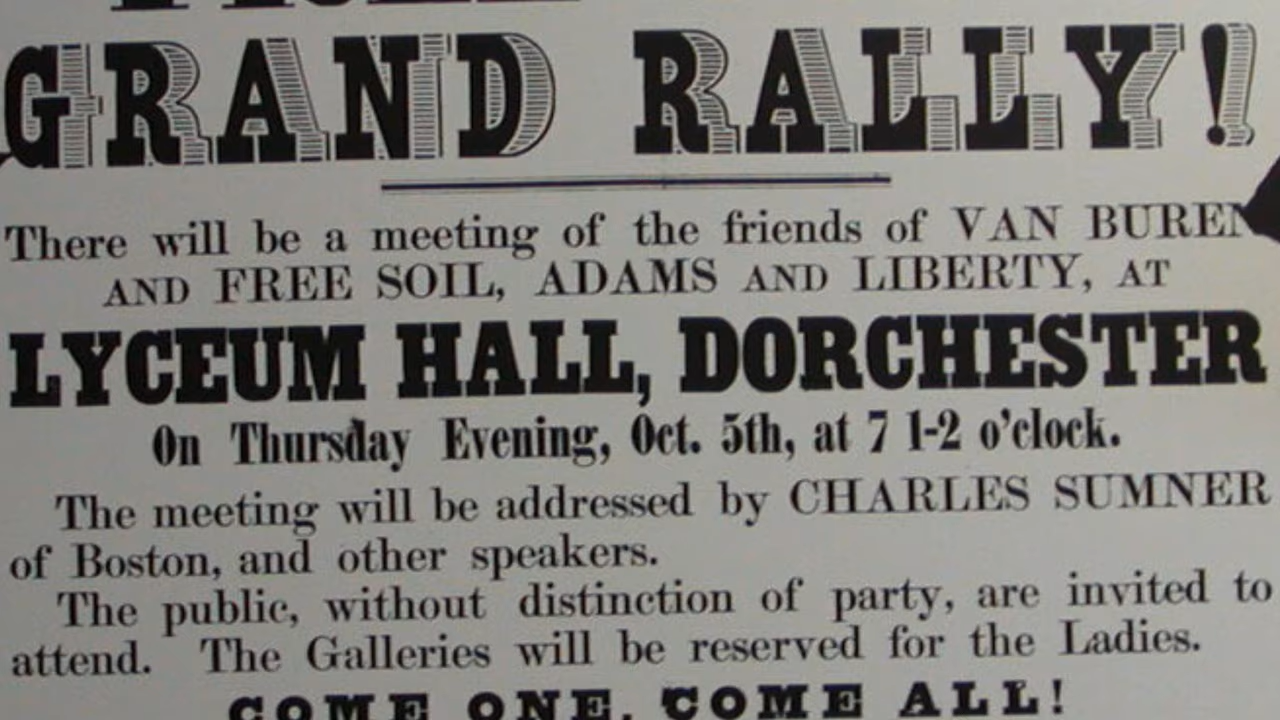 GRAND RALLY!
There will be a meeting of the friends of VAN BUREN
AND FREE SOIL, ADAMS AND LIBERTY, AT
LYCEUM HALL, DORCHESTER
On Thursday Evening, Oct. 5th, at 7 1-2 o'clock.
The meeting will be addressed by CHARLES SUMNER
of Boston, and other speakers.
The public, without distinction of party, are invited to
attend. The Galleries will be reserved for the Ladies.
COME ONE, COME ALL!